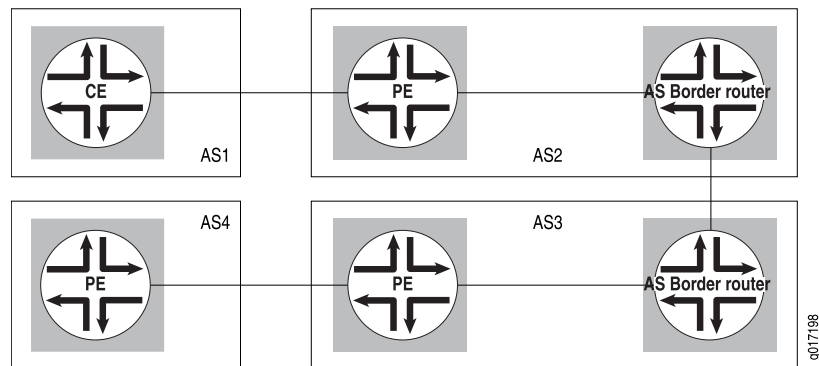 CE
PE
AS Border router
AS1
AS2
AS4
AS3
PE
PE
AS Border router
g017198